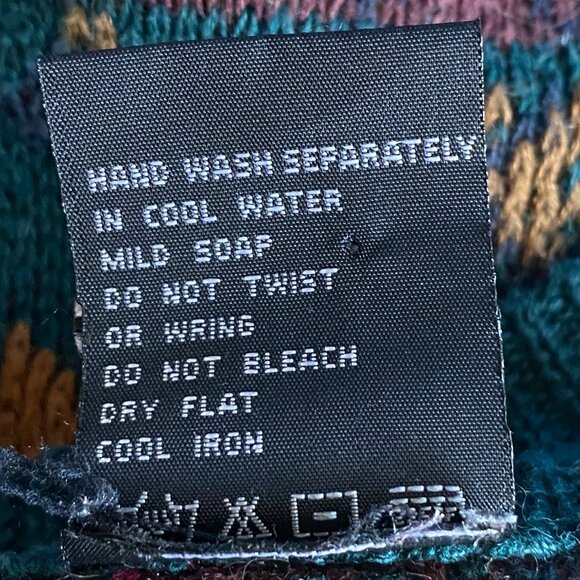 HAND WASH SEPARATELY
IN COOL WATER
MILD SOAP
DO NOT TWIST
OR WRING
DO NOT BLEACH
DRY FLAT
COOL IRON